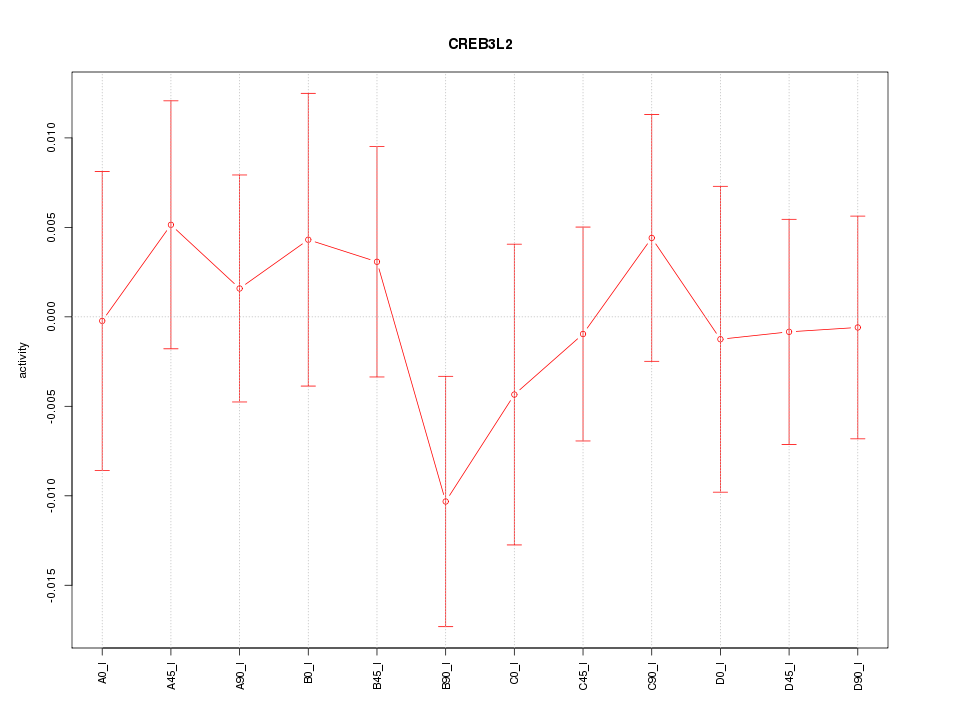 CREB3L2
activity
0.010
0.005
0.000
-0.005
-0.010
-0.015
A0_I
A45_I
A90_I
B0_I
B45_I
B90_I
C0_I
C45_I
C90_I
D0_I
D45_I
D90_I